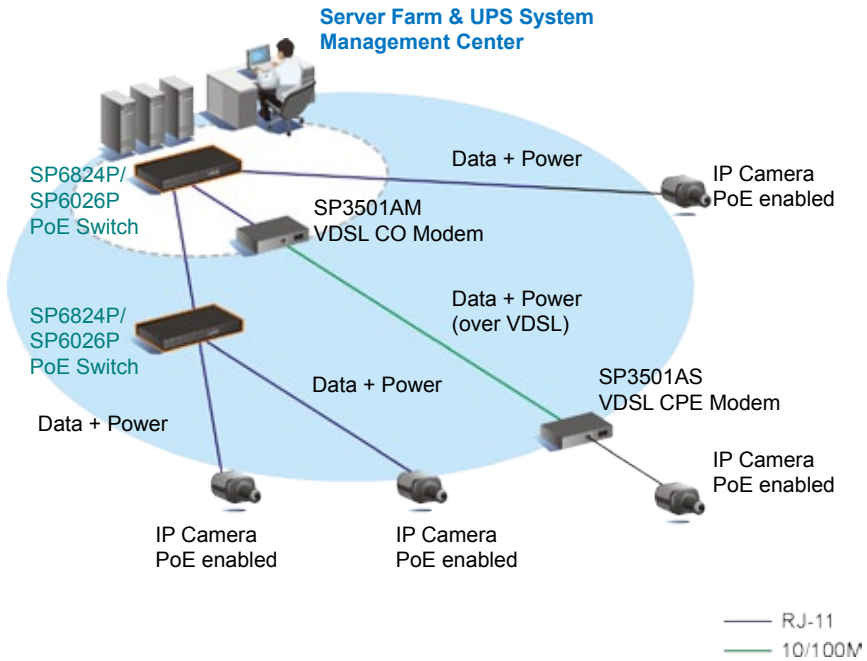 Server Farm & UPS System
Management Center
Data + Power
IP Camera
PoE enabled
SP6824P/
SP6026P
PoE Switch
SP3501AM
VDSL CO Modem
Data + Power
(over VDSL)
SP6824P/
SP6026P
PoE Switch
Data + Power
SP3501AS
VDSL CPE Modem
Data + Power
IP Camera
PoE enabled
IP Camera
PoE enabled
IP Camera
PoE enabled
RJ-11
10/100M